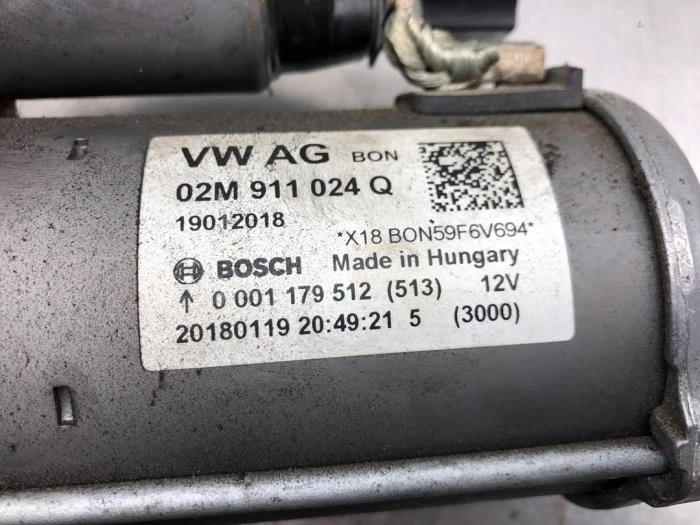 VW AG BON
02M 911 024 Q
19012018
*X18 BON59F6V694*
BOSCH Made in Hungary
↑ 0 001 179 512 (513) 12V
20180119 20:49:21 5 (3000)